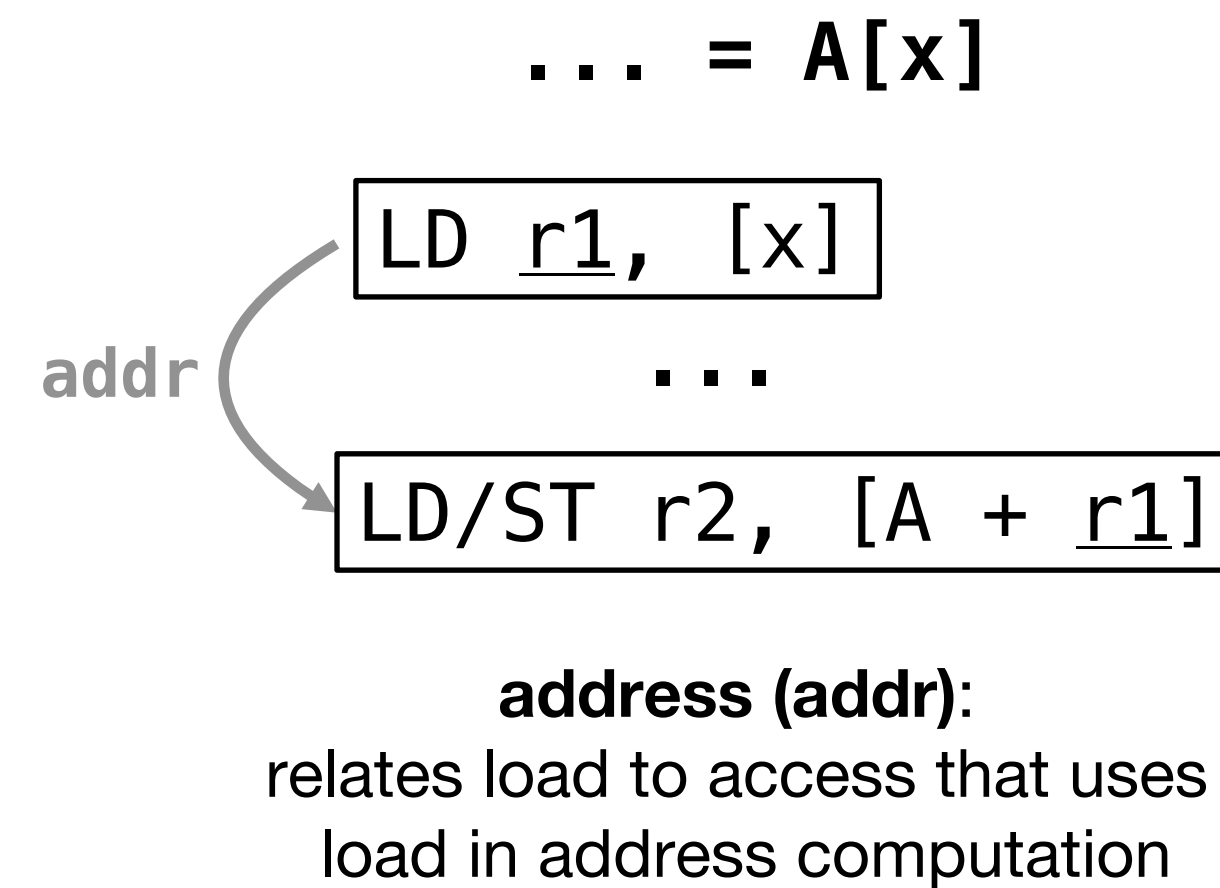 ... = A[x]
LD r1, [x]
addr
...
LD/ST r2, [A + r1]
address (addr):
relates load to access that uses
load in address computation